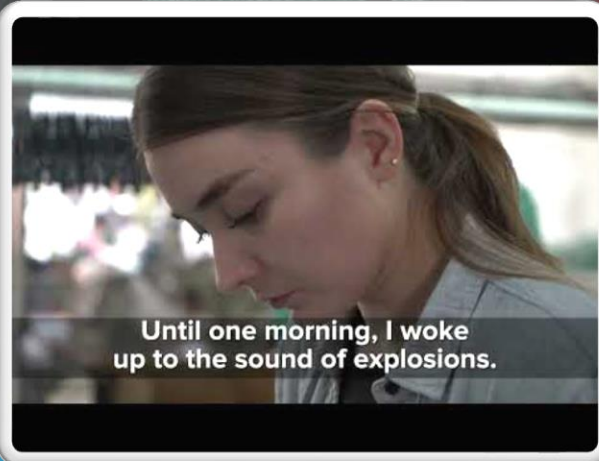 Until one morning, I woke
up to the sound of explosions.